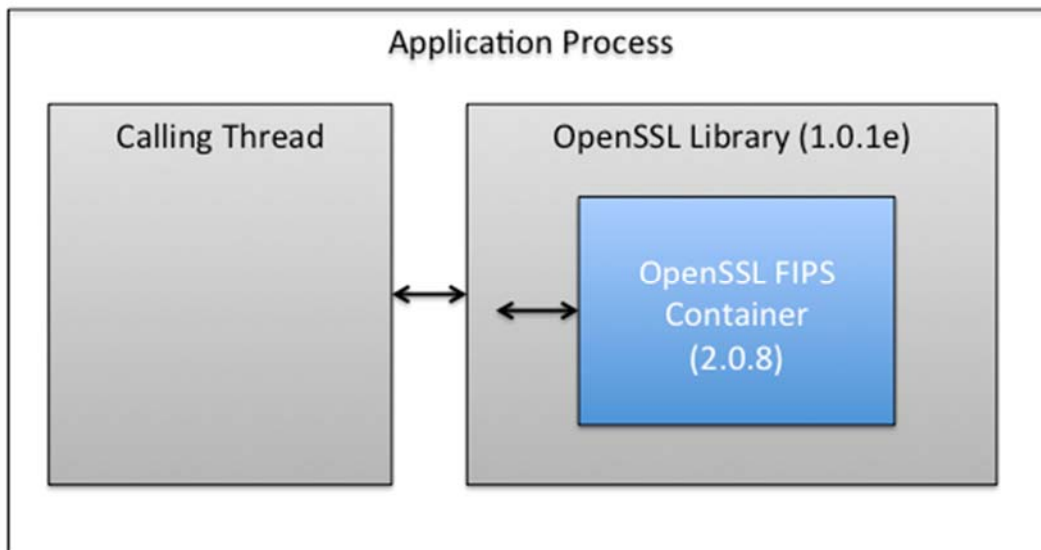 Application Process
Calling Thread
OpenSSL Library (1.0.1e)
OpenSSL FIPS
Container
(2.0.8)